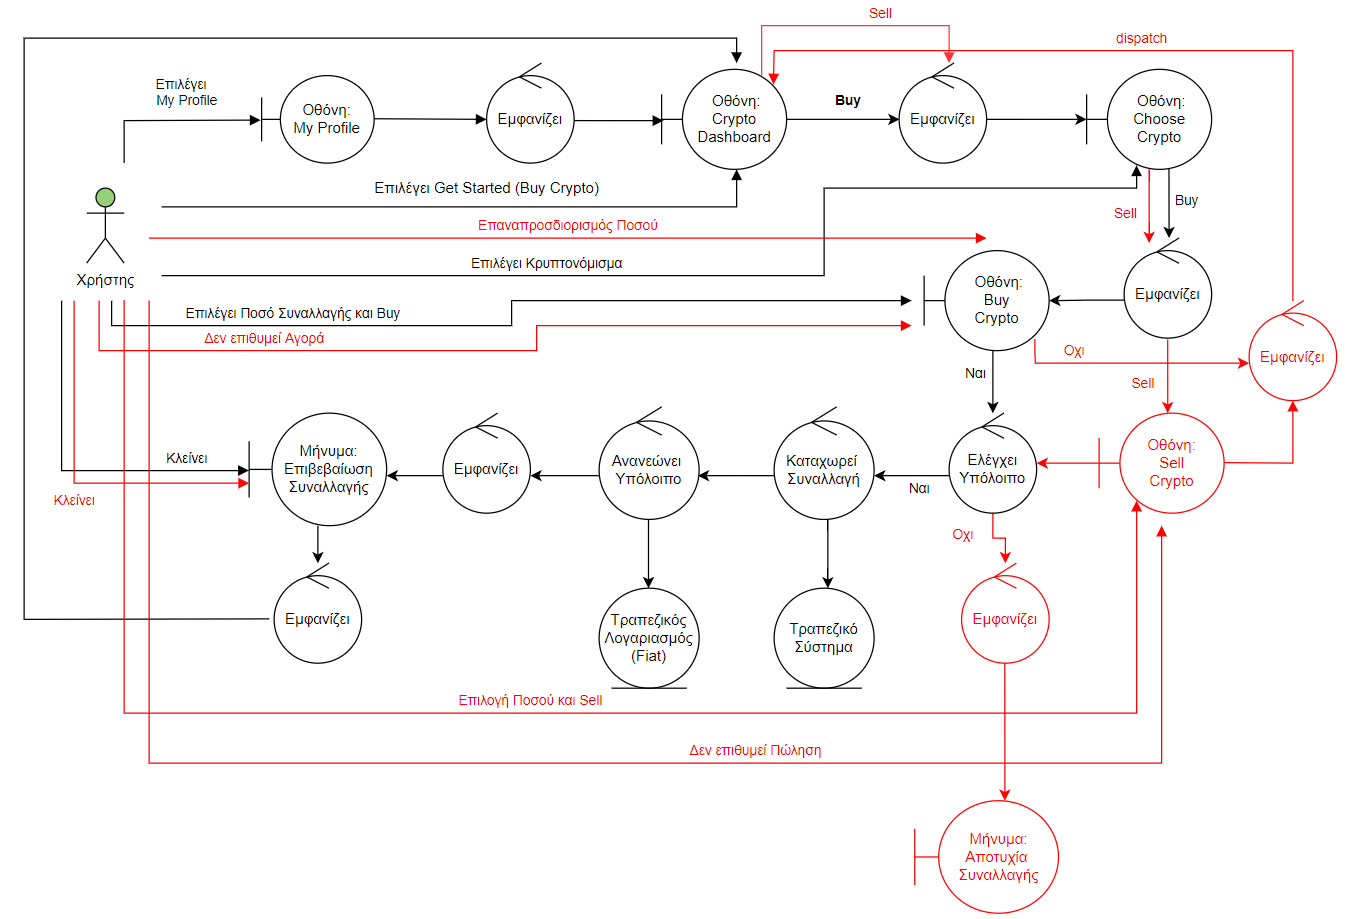 Sell
dispatch
Επιλέγει
My Profile
Οθόνη:
My Profile
Εμφανίζει
Οθόνη:
Crypto
Dashboard
Buy
Εμφανίζει
Οθόνη:
Choose
Crypto
Επιλέγει Get Started (Buy Crypto)
Sell
Buy
Επαναπροσδιορισμός Ποσού
Χρήστης
Επιλέγει Κρυπτονόμισμα
Οθόνη:
Buy
Crypto
Εμφανίζει
Επιλέγει Ποσό Συναλλαγής και Buy
Δεν επιθυμεί Αγορά
Οχι
Εμφανίζει
Ναι
Sell
Κλείνει
Κλείνει
Μήνυμα:
Επιβεβαίωση
Συναλλαγής
Εμφανίζει
Ανανεώνει
Υπόλοιπο
Καταχωρεί
Συναλλαγή
Ναι
Ελέγχει
Υπόλοιπο
Οθόνη:
Sell
Crypto
Οχι
Εμφανίζει
Τραπεζικός
Λογαριασμός
(Fiat)
Τραπεζικό
Σύστημα
Εμφανίζει
Επιλογή Ποσού και Sell
Δεν επιθυμεί Πώληση
Μήνυμα:
Αποτυχία
Συναλλαγής